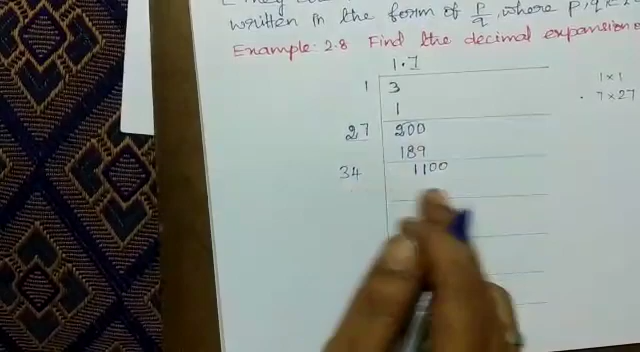 written in the form of p/q, where p, q ∈
Example: 2.8 Find the decimal expansion
1.7
1 3 1×1
1 7×27
27 200
189
34 1100